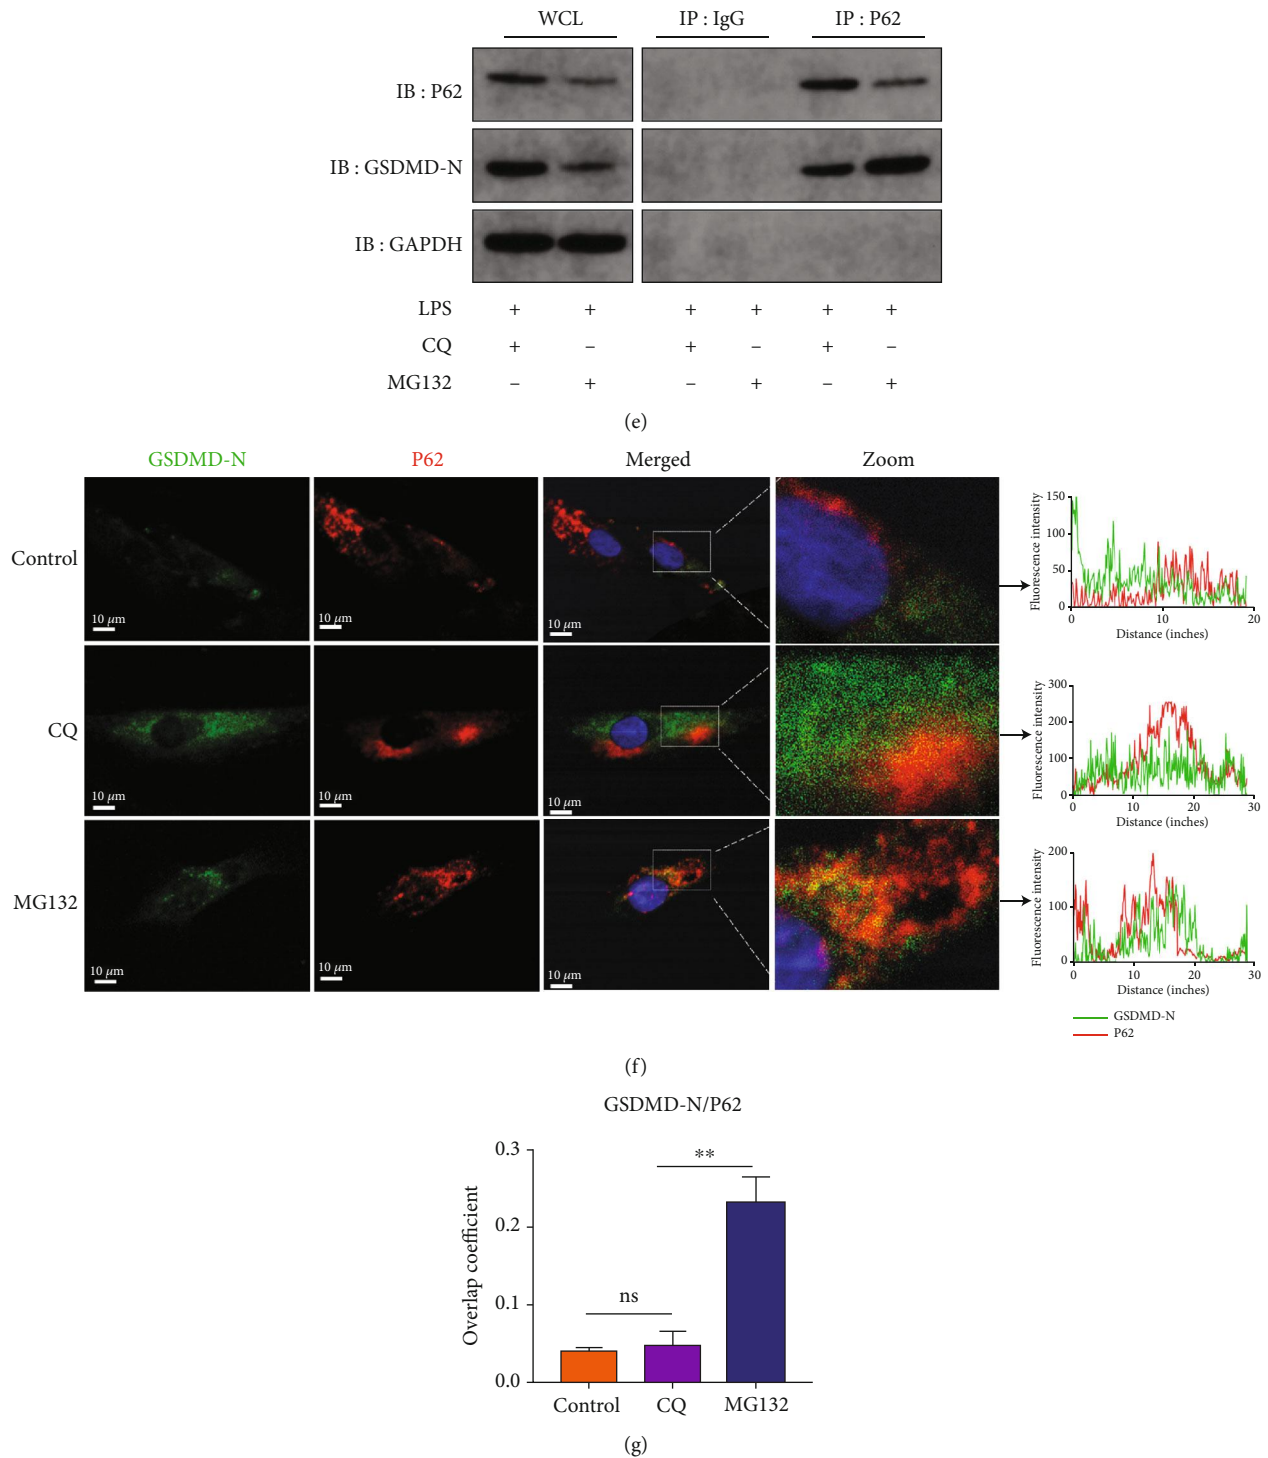 WCL IP : IgG IP : P62
IB : P62
IB : GSDMD-N
IB : GAPDH
LPS + + + + + +
CQ + – + – + –
MG132 – + – + – +
(e)
GSDMD-N P62 Merged Zoom
Control
10 µm 10 µm 10 µm
Fluorescence intensity
150
100
50
0
0 5 10 15 20
Distance (inches)
CQ
10 µm 10 µm 10 µm
Fluorescence intensity
300
200
100
0
0 10 20 30
Distance (inches)
MG132
10 µm 10 µm 10 µm
Fluorescence intensity
200
100
0
0 10 20 30
Distance (inches)
GSDMD-N
P62
(f)
GSDMD-N/P62
Overlap coefficient
0.3
0.2
0.1
0.0
**
ns
Control CQ MG132
(g)